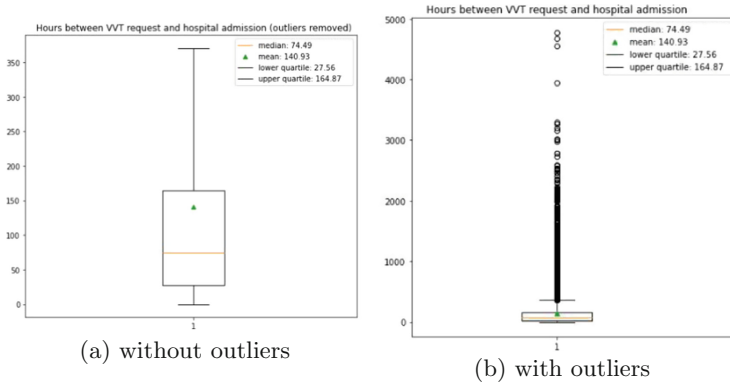 Hours between VVT request and hospital admission (outliers removed)
median: 74.49
mean: 140.93
lower quartile: 27.56
upper quartile: 164.87
350
300
250
200
150
100
50
0
1
(a) without outliers
Hours between VVT request and hospital admission
median: 74.49
mean: 140.93
lower quartile: 27.56
upper quartile: 164.87
5000
4000
3000
2000
1000
0
1
(b) with outliers